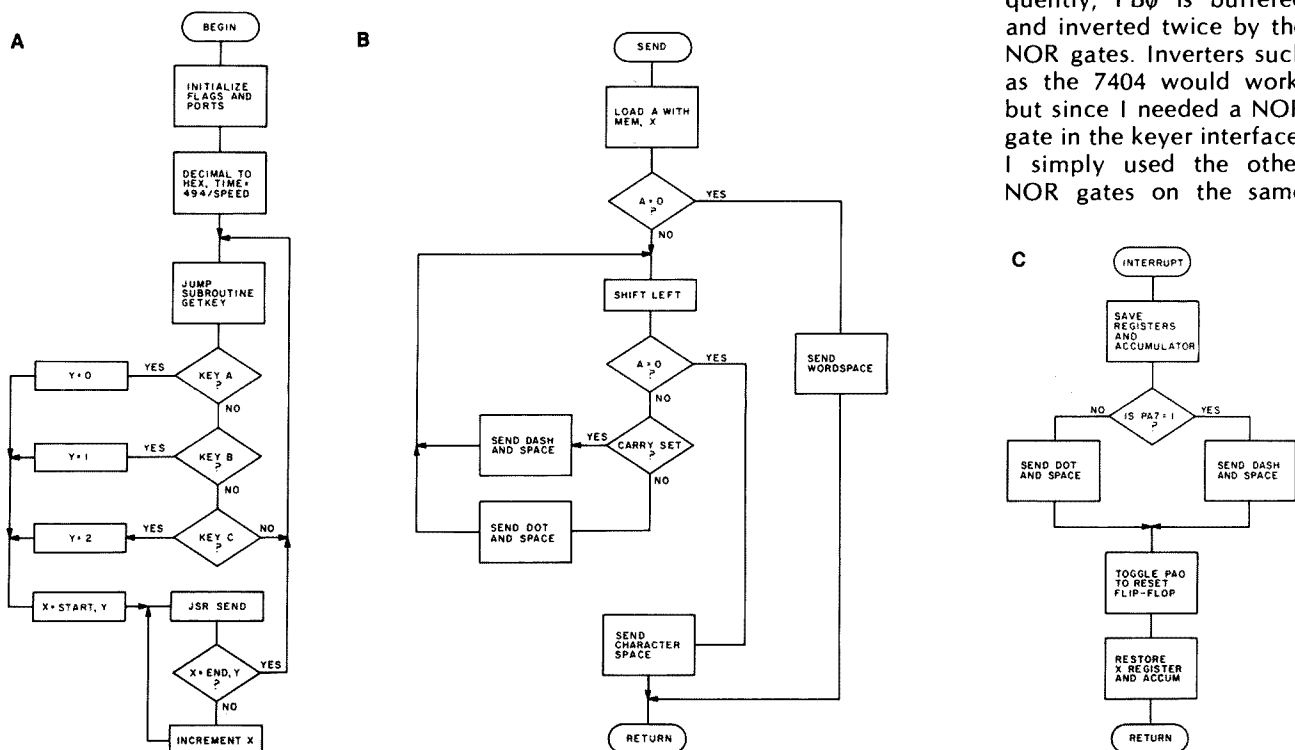 A
BEGIN
INITIALIZE
FLAGS AND
PORTS
DECIMAL TO
HEX, TIME=
494/SPEED
JUMP
SUBROUTINE
GETKEY
KEY A
?
YES
NO
Y=0
KEY B
?
YES
NO
Y=1
KEY C
?
YES
NO
Y=2
X=START, Y
JSR SEND
X=END, Y
?
YES
NO
INCREMENT X
B
SEND
LOAD A WITH
MEM, X
A=0
?
YES
NO
SHIFT LEFT
A=0
?
YES
NO
SEND
WORDSPACE
CARRY SET
?
YES
NO
SEND DASH
AND SPACE
SEND DOT
AND SPACE
SEND
CHARACTER
SPACE
RETURN
quently, PBø is buffered
and inverted twice by the
NOR gates. Inverters such
as the 7404 would work,
but since I needed a NOR
gate in the keyer interface,
I simply used the other
NOR gates on the same
C
INTERRUPT
SAVE
REGISTERS
AND
ACCUMULATOR
IS PA7=1
?
NO
YES
SEND DOT
AND SPACE
SEND DASH
AND SPACE
TOGGLE PAO
TO RESET
FLIP-FLOP
RESTORE
X REGISTER
AND ACCUM
RETURN